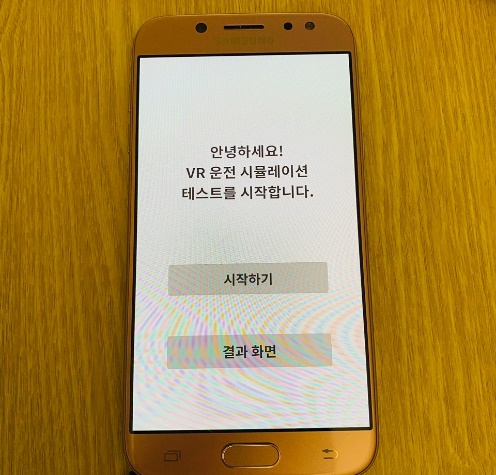 SAMSUNG
안녕하세요!
VR 운전 시뮬레이션
테스트를 시작합니다.
시작하기
결과 화면